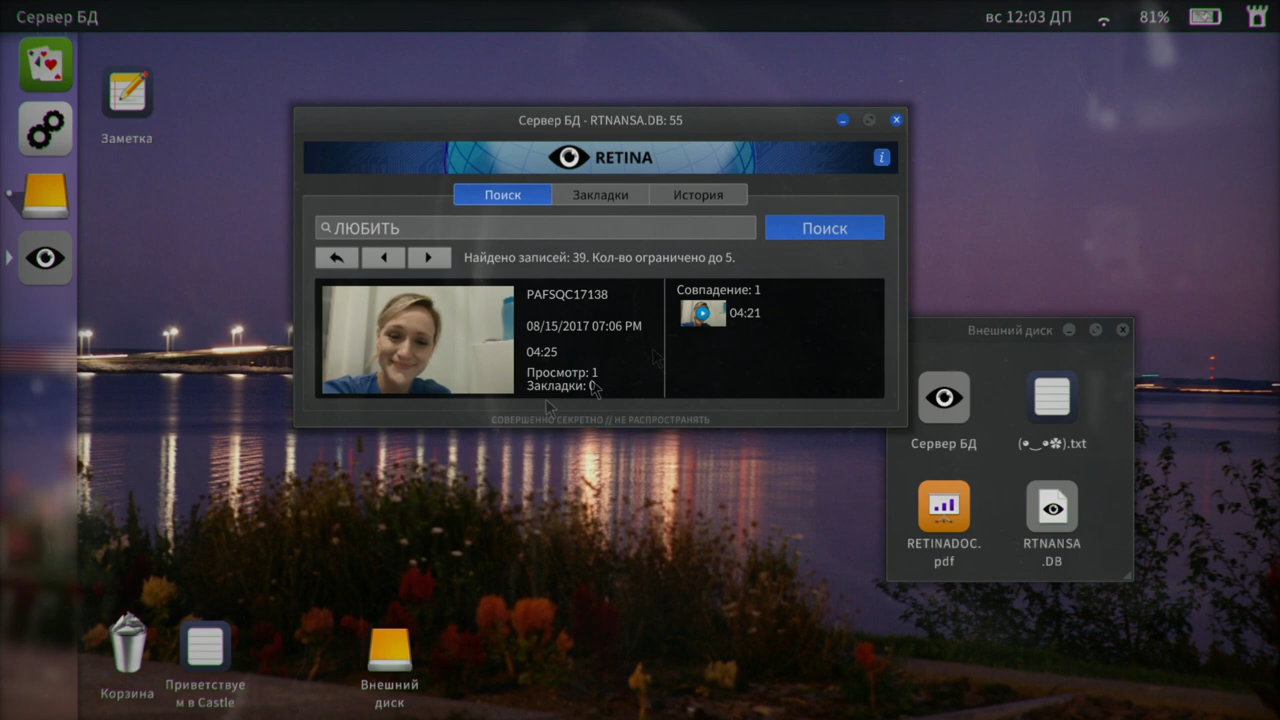 Сервер БД
вс 12:03 ДП
81%
Заметка
Сервер БД - RTNANSA.DB: 55
RETINA
i
Поиск
Закладки
История
ЛЮБИТЬ
Поиск
Найдено записей: 39. Кол-во ограничено до 5.
PAFSQC17138
08/15/2017 07:06 PM
04:25
Просмотр: 1
Закладки: 0
Совпадение: 1
04:21
СОВЕРШЕННО СЕКРЕТНО // НЕ РАСПРОСТРАНЯТЬ
Внешний диск
Сервер БД
(•‿•✿).txt
RETINADOC.
pdf
RTNANSA
.DB
Корзина
Приветствуе
м в Castle
Внешний
диск